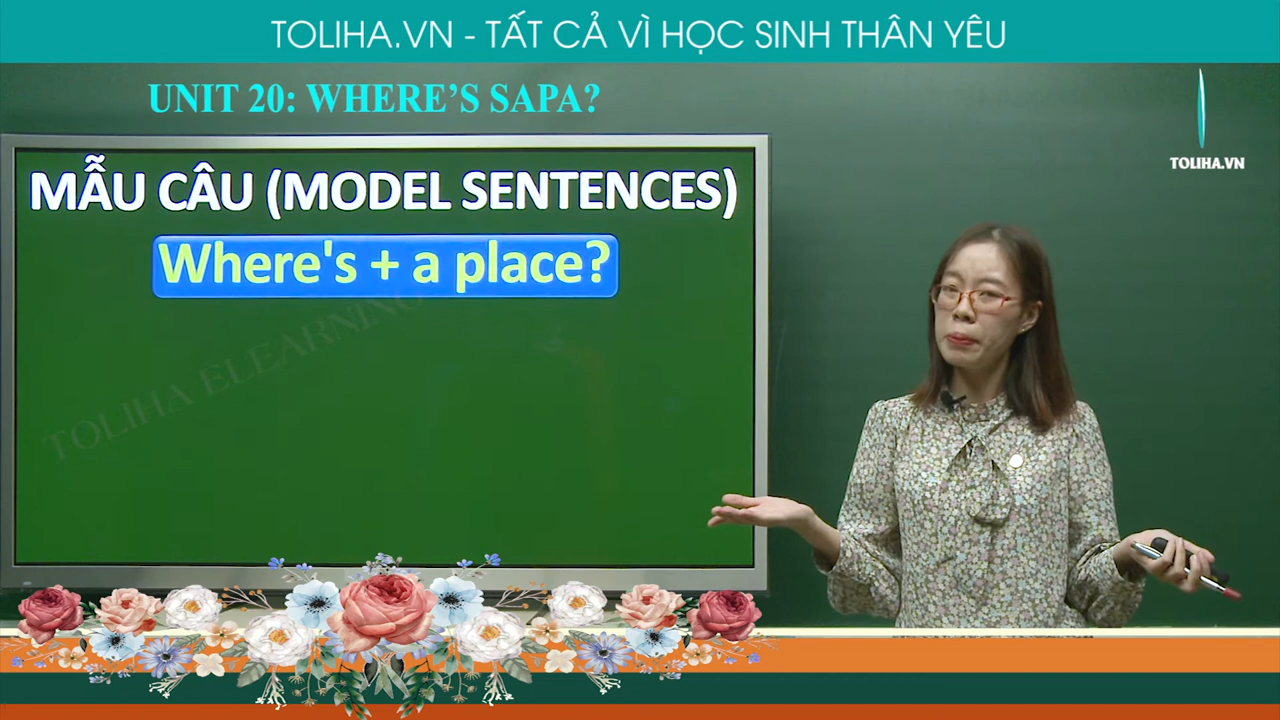 TOLIHA.VN - TẤT CẢ VÌ HỌC SINH THÂN YÊU
UNIT 20: WHERE’S SAPA?
TOLIHA.VN
MẪU CÂU (MODEL SENTENCES)
Where's + a place?
TOLIHA ELEARNING